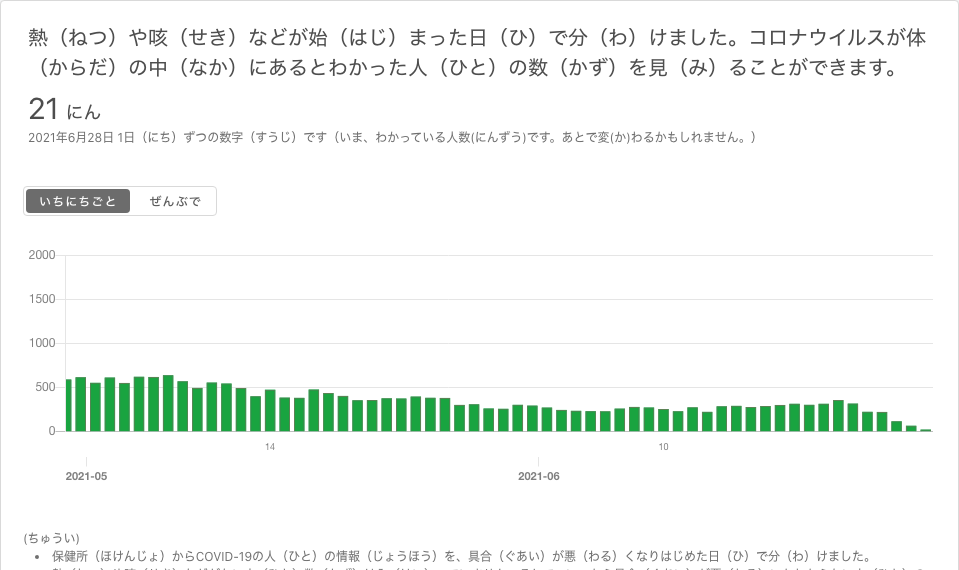 熱（ねつ）や咳（せき）などが始（はじ）まった日（ひ）で分（わ）けました。コロナウイルスが体
（からだ）の中（なか）にあるとわかった人（ひと）の数（かず）を見（み）ることができます。
21 にん
2021年6月28日 1日（にち）ずつの数字（すうじ）です（いま、わかっている人数(にんずう)です。あとで変(か)わるかもしれません。）
いちにちごと ぜんぶで
2000
1500
1000
500
0
14 10
2021-05 2021-06
(ちゅうい)
• 保健所（ほけんじょ）からCOVID-19の人（ひと）の情報（じょうほう）を、具合（ぐあい）が悪（わる）くなりはじめた日（ひ）で分（わ）けました。